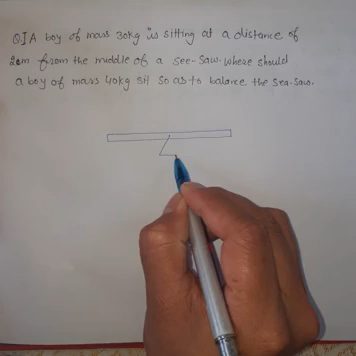 Q.1 A boy of mass 30kg is sitting at a distance of
2m from the middle of a see-saw. where should
a boy of mass 40kg sit so as to balance the sea-saw.